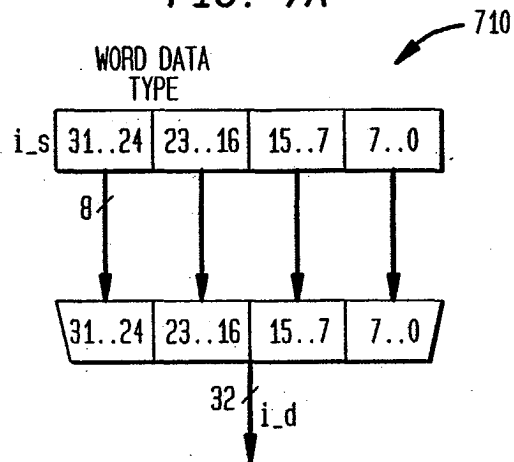 FIG. 7A
710
WORD DATA
TYPE
i_s 31..24 23..16 15..7 7..0
8
31..24 23..16 15..7 7..0
32
i_d